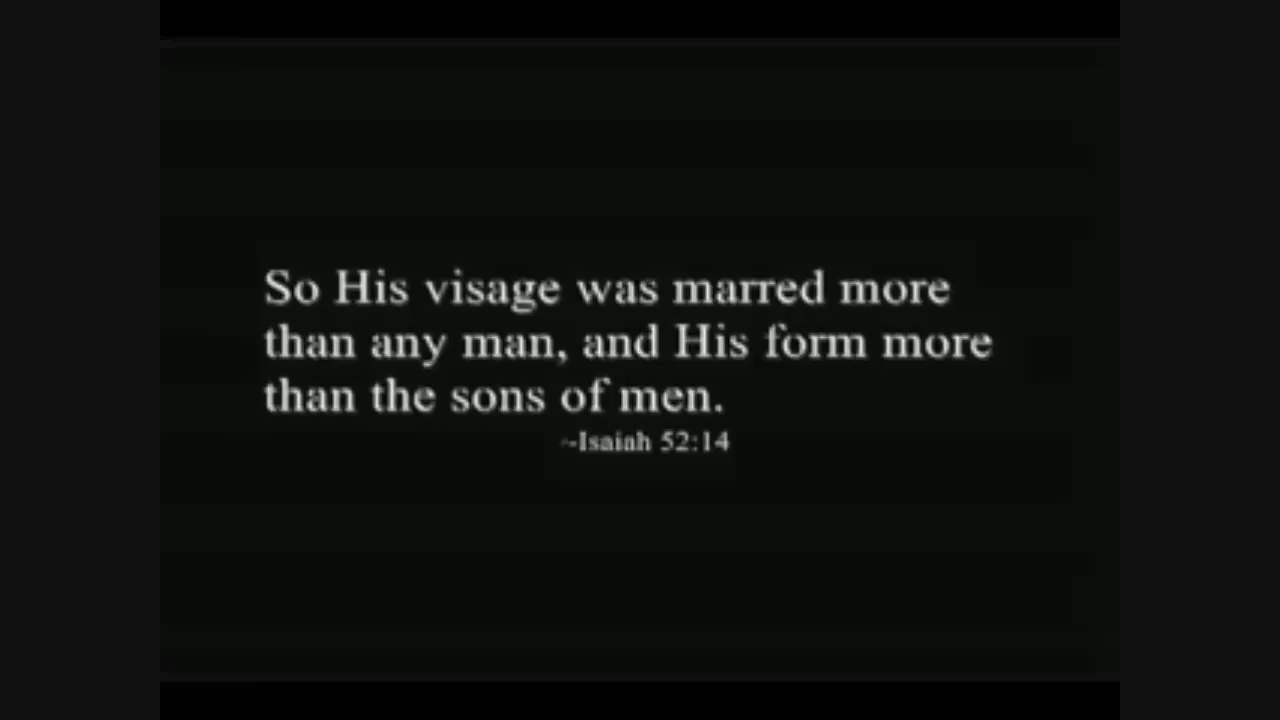 So His visage was marred more
than any man, and His form more
than the sons of men.
~Isaiah 52:14